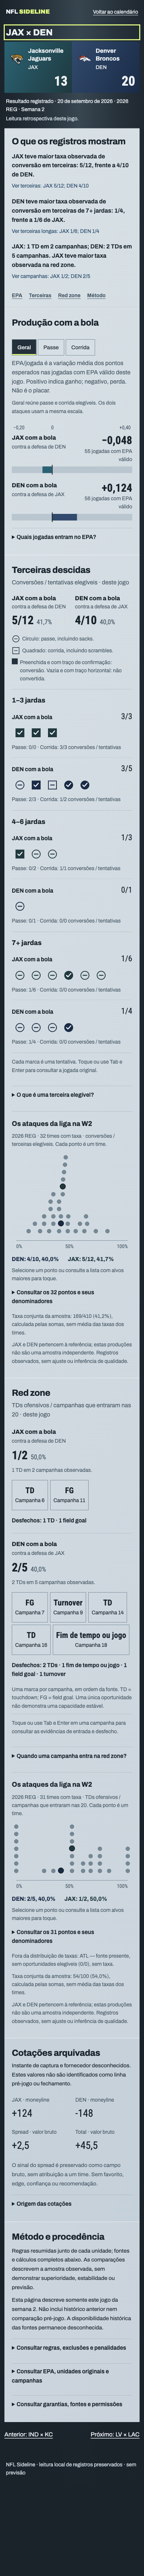 NFL SIDELINE
Voltar ao calendário
JAX × DEN
Jacksonville
Jaguars
JAX
13
Denver
Broncos
DEN
20
Resultado registrado · 20 de setembro de 2026 · 2026
REG · Semana 2
Leitura retrospectiva deste jogo.
O que os registros mostram
JAX teve maior taxa observada de
conversão em terceiras: 5/12, frente a 4/10
de DEN.
Ver terceiras: JAX 5/12; DEN 4/10
DEN teve maior taxa observada de
conversão em terceiras de 7+ jardas: 1/4,
frente a 1/6 de JAX.
Ver terceiras longas: JAX 1/6; DEN 1/4
JAX: 1 TD em 2 campanhas; DEN: 2 TDs em
5 campanhas. JAX teve maior taxa
observada na red zone.
Ver campanhas: JAX 1/2; DEN 2/5
EPA Terceiras Red zone Método
Produção com a bola
Geral Passe Corrida
EPA/jogada é a variação média dos pontos
esperados nas jogadas com EPA válido deste
jogo. Positivo indica ganho; negativo, perda.
Não é o placar.
Geral reúne passe e corrida elegíveis. Os dois
ataques usam a mesma escala.
−0,20 0 +0,45
JAX com a bola
contra a defesa de DEN
−0,048
55 jogadas com EPA
válido
DEN com a bola
contra a defesa de JAX
+0,124
58 jogadas com EPA
válido
Quais jogadas entram no EPA?
Terceiras descidas
Conversões / tentativas elegíveis · deste jogo
JAX com a bola
contra a defesa de DEN
5/12 41,7%
DEN com a bola
contra a defesa de JAX
4/10 40,0%
Círculo: passe, incluindo sacks.
Quadrado: corrida, incluindo scrambles.
Preenchida e com traço de confirmação:
conversão. Vazia e com traço horizontal: não
convertida.
1–3 jardas
JAX com a bola 3/3
Passe: 0/0 · Corrida: 3/3 conversões / tentativas
DEN com a bola 3/5
Passe: 2/3 · Corrida: 1/2 conversões / tentativas
4–6 jardas
JAX com a bola 1/3
Passe: 0/2 · Corrida: 1/1 conversões / tentativas
DEN com a bola 0/1
Passe: 0/1 · Corrida: 0/0 conversões / tentativas
7+ jardas
JAX com a bola 1/6
Passe: 1/6 · Corrida: 0/0 conversões / tentativas
DEN com a bola 1/4
Passe: 1/4 · Corrida: 0/0 conversões / tentativas
Cada marca é uma tentativa. Toque ou use Tab e
Enter para consultar a jogada original.
O que é uma terceira elegível?
Os ataques da liga na W2
2026 REG · 32 times com taxa · conversões /
terceiras elegíveis. Cada ponto é um time.
0% 50% 100%
DEN: 4/10, 40,0% JAX: 5/12, 41,7%
Selecione um ponto ou consulte a lista com alvos
maiores para toque.
Consultar os 32 pontos e seus
denominadores
Taxa conjunta da amostra: 169/410 (41,2%),
calculada pelas somas, sem média das taxas dos
times.
JAX e DEN pertencem à referência; essas produções
não são uma amostra independente. Registros
observados, sem ajuste ou inferência de qualidade.
Red zone
TDs ofensivos / campanhas que entraram nas
20 · deste jogo
JAX com a bola
contra a defesa de DEN
1/2 50,0%
1 TD em 2 campanhas observadas.
TD
Campanha 6
FG
Campanha 11
Desfechos: 1 TD · 1 field goal
DEN com a bola
contra a defesa de JAX
2/5 40,0%
2 TDs em 5 campanhas observadas.
FG
Campanha 7
Turnover
Campanha 9
TD
Campanha 14
TD
Campanha 16
Fim de tempo ou jogo
Campanha 18
Desfechos: 2 TDs · 1 fim de tempo ou jogo · 1
field goal · 1 turnover
Uma marca por campanha, em ordem da fonte. TD =
touchdown; FG = field goal. Uma única oportunidade
não demonstra uma capacidade estável.
Toque ou use Tab e Enter em uma campanha para
consultar as evidências de entrada e desfecho.
Quando uma campanha entra na red zone?
Os ataques da liga na W2
2026 REG · 31 times com taxa · TDs ofensivos /
campanhas que entraram nas 20. Cada ponto é um
time.
0% 50% 100%
DEN: 2/5, 40,0% JAX: 1/2, 50,0%
Selecione um ponto ou consulte a lista com alvos
maiores para toque.
Consultar os 31 pontos e seus
denominadores
Fora da distribuição de taxas: ATL — fonte presente,
sem oportunidades elegíveis (0/0), sem taxa.
Taxa conjunta da amostra: 54/100 (54,0%),
calculada pelas somas, sem média das taxas dos
times.
JAX e DEN pertencem à referência; estas produções
não são uma amostra independente. Registros
observados, sem ajuste ou inferência de qualidade.
Cotações arquivadas
Instante de captura e fornecedor desconhecidos.
Estes valores não são identificados como linha
pré-jogo ou fechamento.
JAX · moneyline
+124
DEN · moneyline
-148
Spread · valor bruto
+2,5
Total · valor bruto
+45,5
O sinal do spread é preservado como campo
bruto, sem atribuição a um time. Sem favorito,
edge, confiança ou recomendação.
Origem das cotações
Método e procedência
Regras resumidas junto de cada unidade; fontes
e cálculos completos abaixo. As comparações
descrevem a amostra observada, sem
demonstrar superioridade, estabilidade ou
previsão.
Esta página descreve somente este jogo da
semana 2. Não inclui histórico anterior nem
comparação pré-jogo. A disponibilidade histórica
das fontes permanece desconhecida.
Consultar regras, exclusões e penalidades
Consultar EPA, unidades originais e
campanhas
Consultar garantias, fontes e permissões
Anterior: IND × KC
Próximo: LV × LAC
NFL Sideline · leitura local de registros preservados · sem
previsão